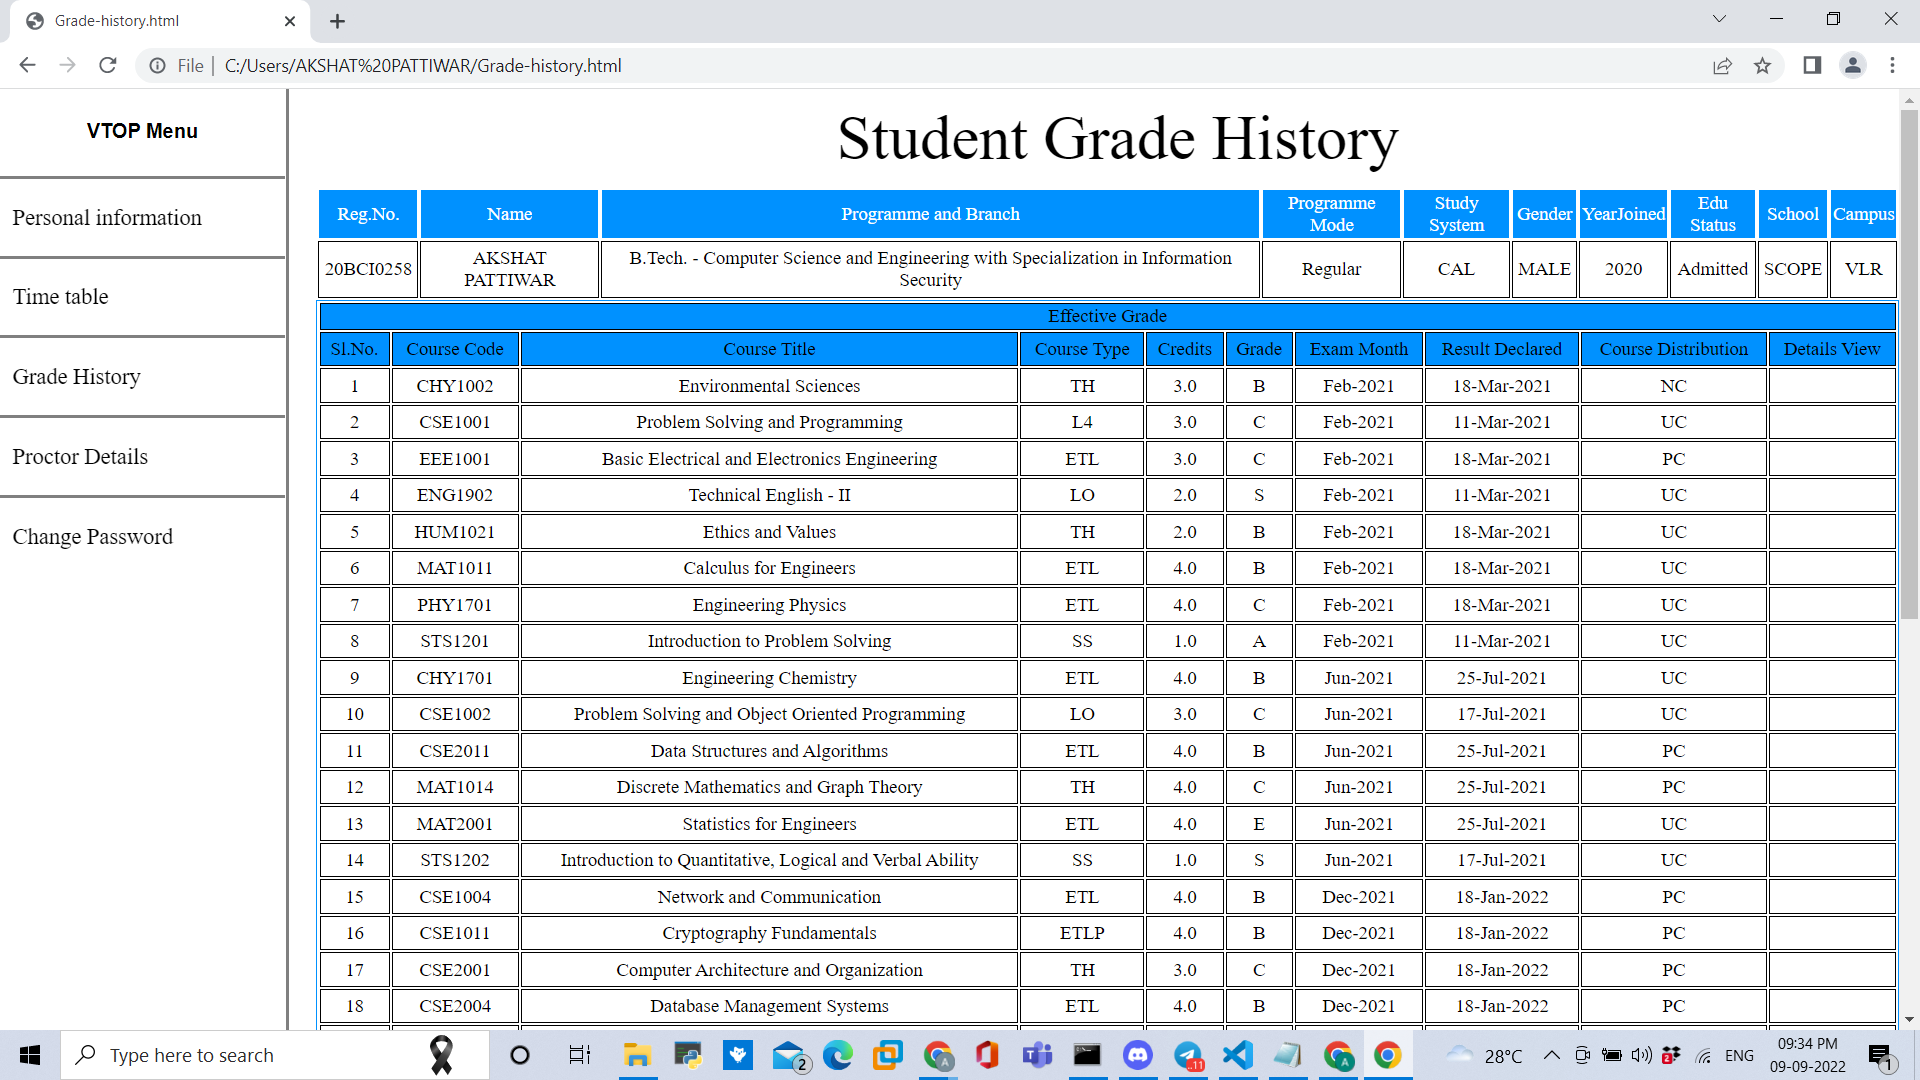 Grade-history.html
File | C:/Users/AKSHAT%20PATTIWAR/Grade-history.html
VTOP Menu
Personal information
Time table
Grade History
Proctor Details
Change Password
Student Grade History
Reg.No. Name Programme and Branch Programme Mode Study System Gender YearJoined Edu Status School Campus
20BCI0258 AKSHAT PATTIWAR B.Tech. - Computer Science and Engineering with Specialization in Information Security Regular CAL MALE 2020 Admitted SCOPE VLR
Effective Grade
Sl.No. Course Code Course Title Course Type Credits Grade Exam Month Result Declared Course Distribution Details View
1 CHY1002 Environmental Sciences TH 3.0 B Feb-2021 18-Mar-2021 NC
2 CSE1001 Problem Solving and Programming L4 3.0 C Feb-2021 11-Mar-2021 UC
3 EEE1001 Basic Electrical and Electronics Engineering ETL 3.0 C Feb-2021 18-Mar-2021 PC
4 ENG1902 Technical English - II LO 2.0 S Feb-2021 11-Mar-2021 UC
5 HUM1021 Ethics and Values TH 2.0 B Feb-2021 18-Mar-2021 UC
6 MAT1011 Calculus for Engineers ETL 4.0 B Feb-2021 18-Mar-2021 UC
7 PHY1701 Engineering Physics ETL 4.0 C Feb-2021 18-Mar-2021 UC
8 STS1201 Introduction to Problem Solving SS 1.0 A Feb-2021 11-Mar-2021 UC
9 CHY1701 Engineering Chemistry ETL 4.0 B Jun-2021 25-Jul-2021 UC
10 CSE1002 Problem Solving and Object Oriented Programming LO 3.0 C Jun-2021 17-Jul-2021 UC
11 CSE2011 Data Structures and Algorithms ETL 4.0 B Jun-2021 25-Jul-2021 PC
12 MAT1014 Discrete Mathematics and Graph Theory TH 4.0 C Jun-2021 25-Jul-2021 PC
13 MAT2001 Statistics for Engineers ETL 4.0 E Jun-2021 25-Jul-2021 UC
14 STS1202 Introduction to Quantitative, Logical and Verbal Ability SS 1.0 S Jun-2021 17-Jul-2021 UC
15 CSE1004 Network and Communication ETL 4.0 B Dec-2021 18-Jan-2022 PC
16 CSE1011 Cryptography Fundamentals ETLP 4.0 B Dec-2021 18-Jan-2022 PC
17 CSE2001 Computer Architecture and Organization TH 3.0 C Dec-2021 18-Jan-2022 PC
18 CSE2004 Database Management Systems ETL 4.0 B Dec-2021 18-Jan-2022 PC
Type here to search
28°C
ENG
09:34 PM
09-09-2022